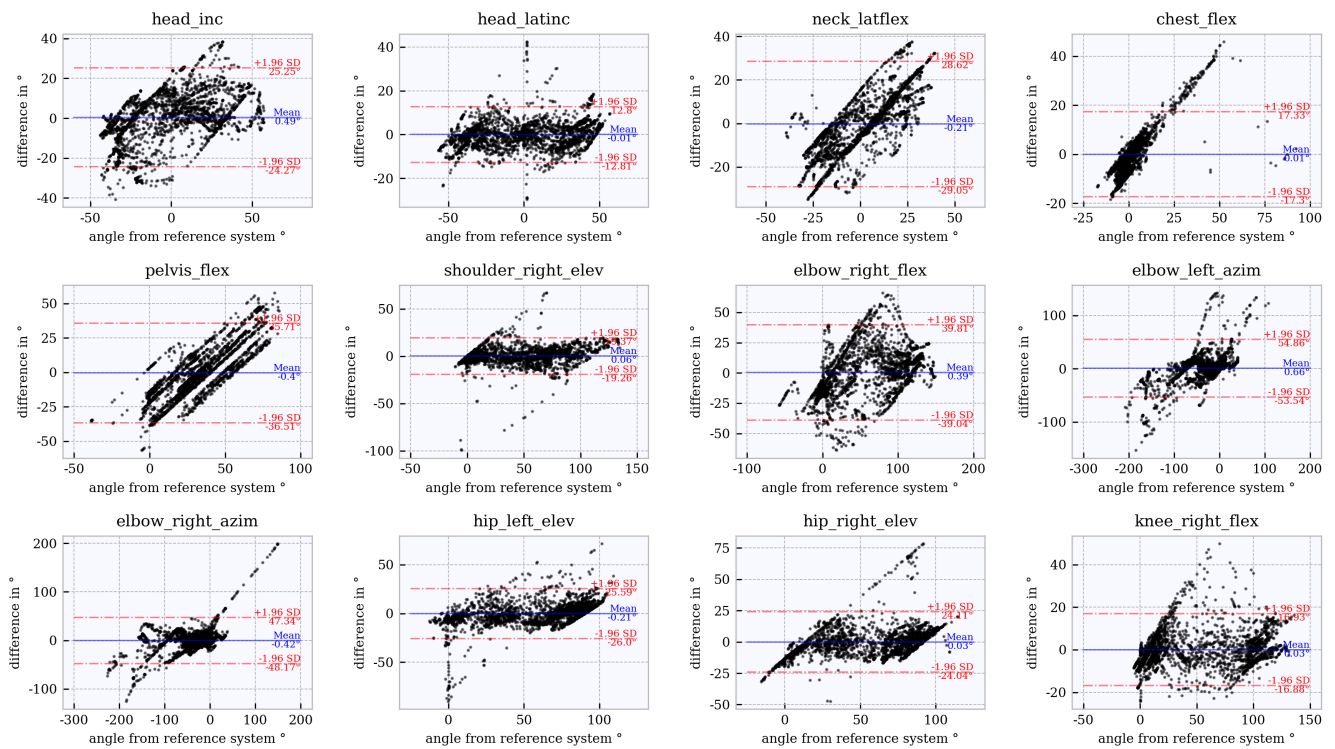 head_inc
head_latinc
neck_latflex
chest_flex
difference in °
40
20
0
−20
−40
+1.96 SD
25.25°
Mean
0.49°
-1.96 SD
-24.27°
−50
0
50
angle from reference system °
difference in °
40
20
0
−20
+1.96 SD
12.8°
Mean
-0.01°
-1.96 SD
-12.81°
−50
0
50
angle from reference system °
difference in °
40
20
0
−20
+1.96 SD
28.62°
Mean
-0.21°
-1.96 SD
-29.05°
−50
−25
0
25
50
angle from reference system °
difference in °
40
20
0
−20
+1.96 SD
17.33°
Mean
0.01°
-1.96 SD
-17.3°
−25
0
25
50
75
100
angle from reference system °
pelvis_flex
shoulder_right_elev
elbow_right_flex
elbow_left_azim
difference in °
50
25
0
−25
−50
+1.96 SD
35.71°
Mean
-0.4°
-1.96 SD
-36.51°
−50
0
50
100
angle from reference system °
difference in °
50
0
−50
−100
+1.96 SD
Mean
0.06°
-1.96 SD
-19.26°
−50
0
50
100
150
angle from reference system °
difference in °
50
25
0
−25
−50
+1.96 SD
39.81°
Mean
0.39°
-1.96 SD
-39.04°
−100
0
100
200
angle from reference system °
difference in °
100
50
0
−50
−100
+1.96 SD
54.86°
Mean
0.66°
-1.96 SD
-53.54°
−300
−200
−100
0
100
200
angle from reference system °
elbow_right_azim
hip_left_elev
hip_right_elev
knee_right_flex
difference in °
200
100
0
−100
+1.96 SD
47.34°
Mean
-0.42°
-1.96 SD
-48.17°
−300
−200
−100
0
100
200
angle from reference system °
difference in °
50
0
−50
+1.96 SD
25.59°
Mean
-0.21°
-1.96 SD
-26.0°
0
50
100
angle from reference system °
difference in °
75
50
25
0
−25
−50
+1.96 SD
24.11°
Mean
0.03°
-1.96 SD
-24.04°
0
50
100
150
angle from reference system °
difference in °
40
20
0
−20
+1.96 SD
16.93°
Mean
0.03°
-1.96 SD
-16.88°
−50
0
50
100
150
angle from reference system °